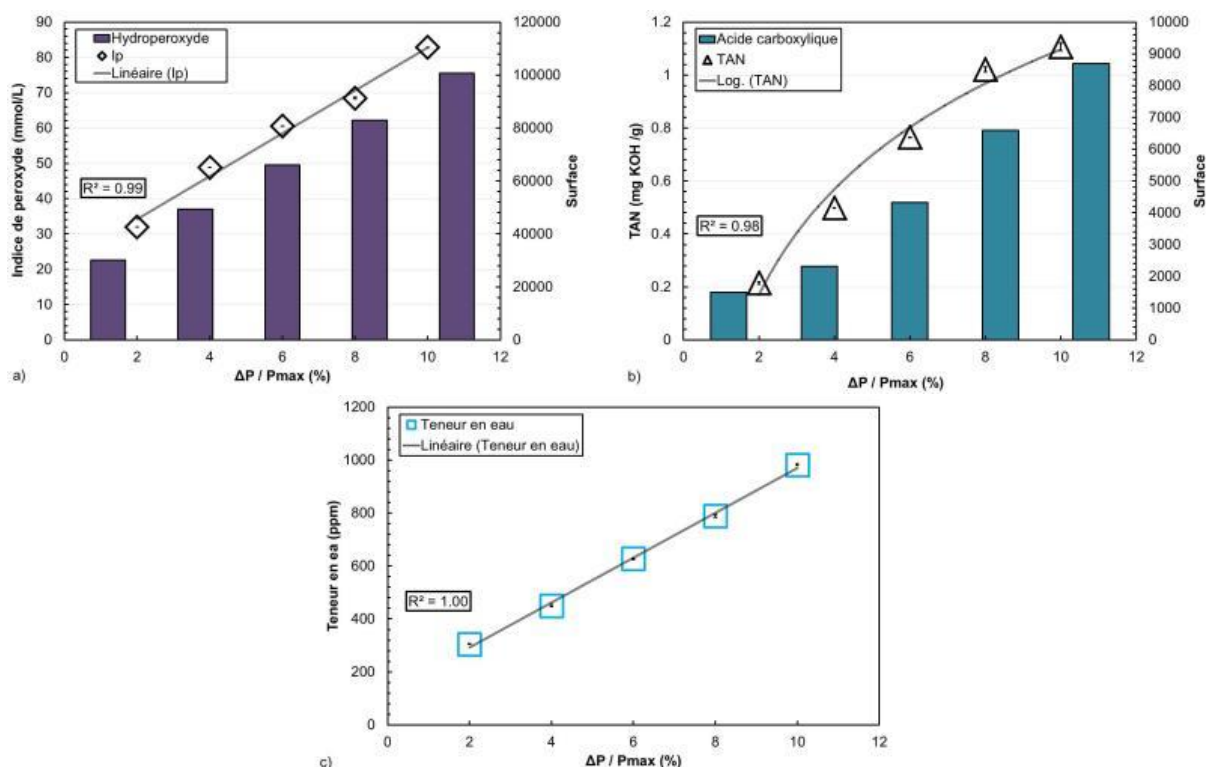 90
80
70
60
50
40
30
20
10
0
Indice de peroxyde (mmol/L)
Hydroperoxyde
Ip
Linéaire (Ip)
R² = 0.99
120000
100000
80000
60000
40000
20000
0
Surface
0 2 4 6 8 10 12
a) ΔP / Pmax (%)
1.2
1
0.8
0.6
0.4
0.2
0
TAN (mg KOH /g)
Acide carboxylique
TAN
Log. (TAN)
R² = 0.98
10000
9000
8000
7000
6000
5000
4000
3000
2000
1000
0
Surface
0 2 4 6 8 10 12
b) ΔP / Pmax (%)
1200
1000
800
600
400
200
0
Teneur en ea (ppm)
Teneur en eau
Linéaire (Teneur en eau)
R² = 1.00
0 2 4 6 8 10 12
c) ΔP / Pmax (%)